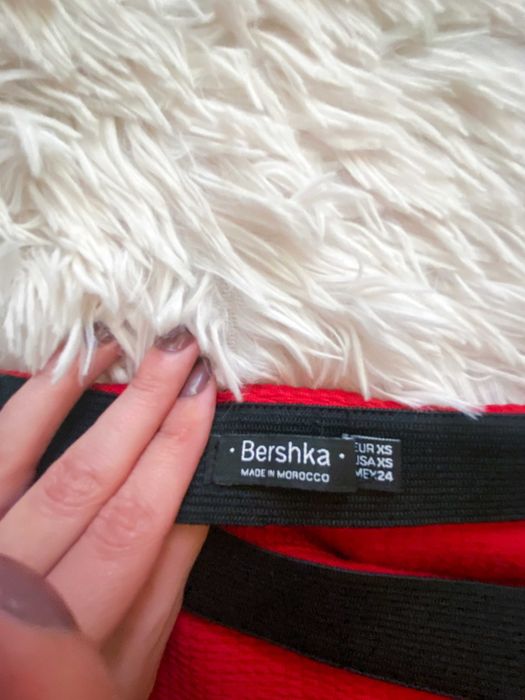 · Bershka ·
MADE IN MOROCCO
EUR XS
USA XS
MEX 24